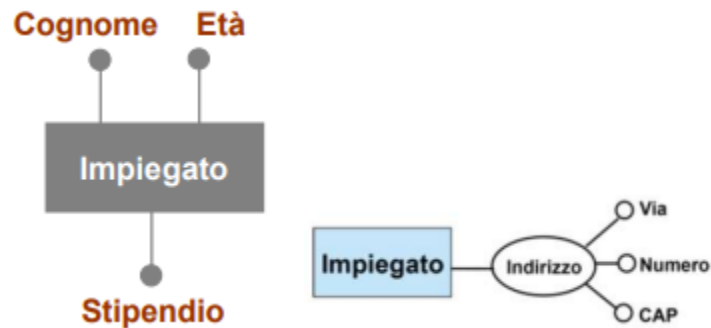 Cognome Età
Impiegato
Stipendio
Impiegato
Indirizzo
Via
Numero
CAP